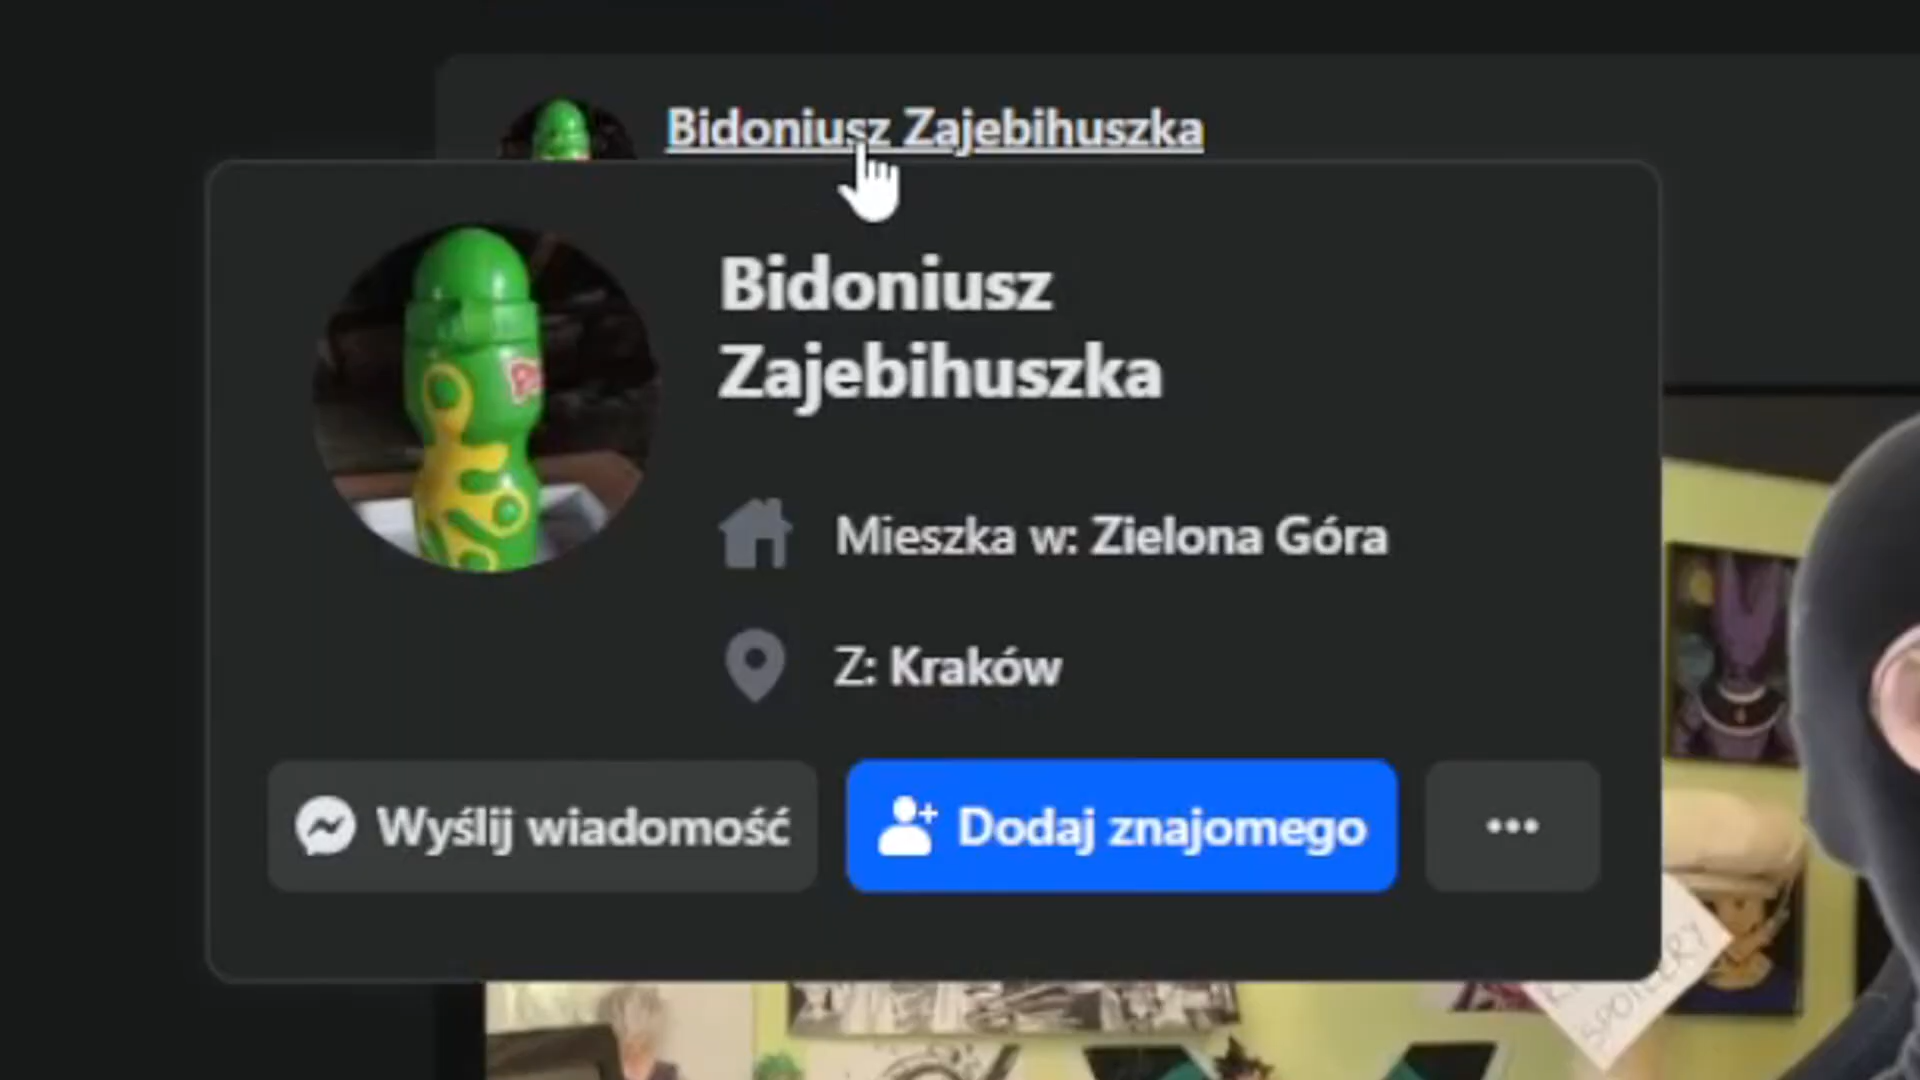 Bidoniusz Zajebihuszka
Bidoniusz
Zajebihuszka
Mieszka w: Zielona Góra
Z: Kraków
Wyślij wiadomość
Dodaj znajomego